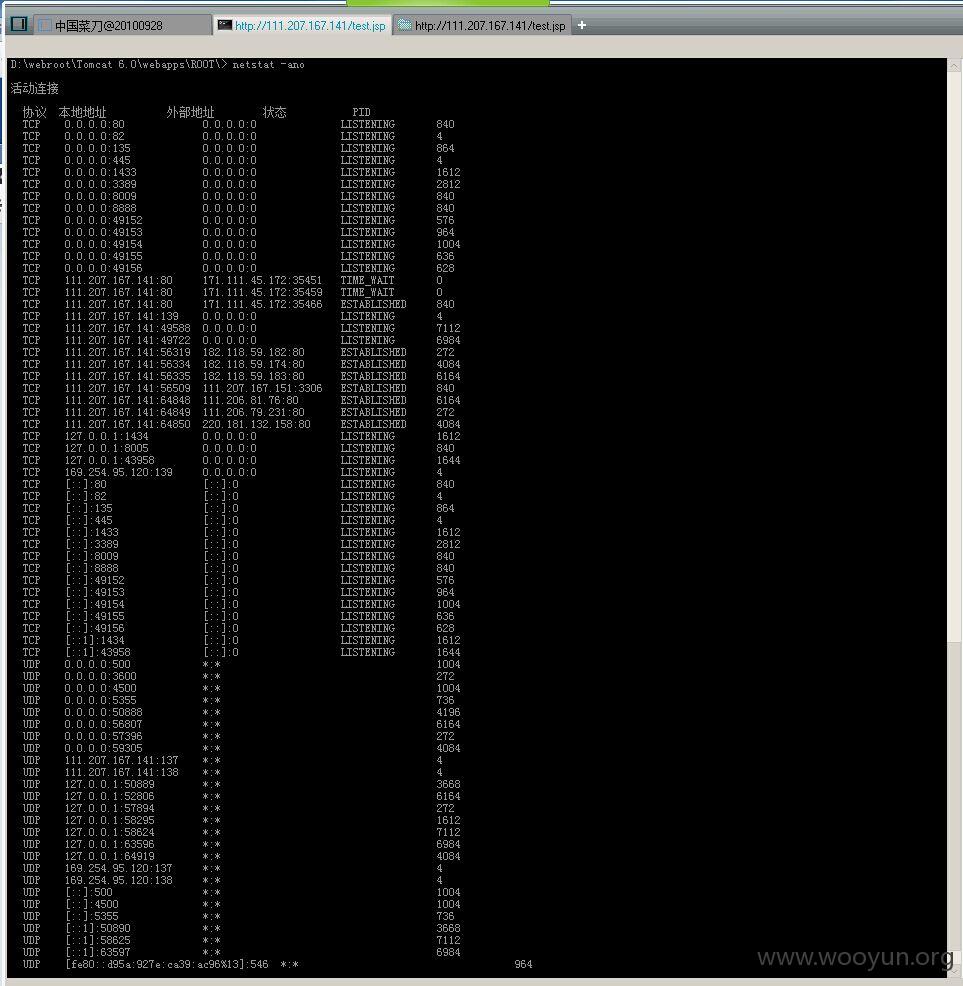 中国菜刀@20100928 http://111.207.167.141/test.jsp http://111.207.167.141/test.jsp +
D:\webroot\Tomcat 6.0\webapps\ROOT\> netstat -ano
活动连接
协议 本地地址 外部地址 状态 PID
TCP 0.0.0.0:80 0.0.0.0:0 LISTENING 840
TCP 0.0.0.0:82 0.0.0.0:0 LISTENING 4
TCP 0.0.0.0:135 0.0.0.0:0 LISTENING 864
TCP 0.0.0.0:445 0.0.0.0:0 LISTENING 4
TCP 0.0.0.0:1433 0.0.0.0:0 LISTENING 1612
TCP 0.0.0.0:3389 0.0.0.0:0 LISTENING 2812
TCP 0.0.0.0:8009 0.0.0.0:0 LISTENING 840
TCP 0.0.0.0:8888 0.0.0.0:0 LISTENING 840
TCP 0.0.0.0:49152 0.0.0.0:0 LISTENING 576
TCP 0.0.0.0:49153 0.0.0.0:0 LISTENING 964
TCP 0.0.0.0:49154 0.0.0.0:0 LISTENING 1004
TCP 0.0.0.0:49155 0.0.0.0:0 LISTENING 636
TCP 0.0.0.0:49156 0.0.0.0:0 LISTENING 628
TCP 111.207.167.141:80 171.111.45.172:35451 TIME_WAIT 0
TCP 111.207.167.141:80 171.111.45.172:35459 TIME_WAIT 0
TCP 111.207.167.141:80 171.111.45.172:35466 ESTABLISHED 840
TCP 111.207.167.141:139 0.0.0.0:0 LISTENING 4
TCP 111.207.167.141:49588 0.0.0.0:0 LISTENING 7112
TCP 111.207.167.141:49722 0.0.0.0:0 LISTENING 6984
TCP 111.207.167.141:56319 182.118.59.182:80 ESTABLISHED 272
TCP 111.207.167.141:56334 182.118.59.174:80 ESTABLISHED 4084
TCP 111.207.167.141:56335 182.118.59.183:80 ESTABLISHED 6164
TCP 111.207.167.141:56509 111.207.167.151:3306 ESTABLISHED 840
TCP 111.207.167.141:64848 111.206.81.76:80 ESTABLISHED 6164
TCP 111.207.167.141:64849 111.206.79.231:80 ESTABLISHED 272
TCP 111.207.167.141:64850 220.181.132.158:80 ESTABLISHED 4084
TCP 127.0.0.1:1434 0.0.0.0:0 LISTENING 1612
TCP 127.0.0.1:8005 0.0.0.0:0 LISTENING 840
TCP 127.0.0.1:43958 0.0.0.0:0 LISTENING 1644
TCP 169.254.95.120:139 0.0.0.0:0 LISTENING 4
TCP [::]:80 [::]:0 LISTENING 840
TCP [::]:82 [::]:0 LISTENING 4
TCP [::]:135 [::]:0 LISTENING 864
TCP [::]:445 [::]:0 LISTENING 4
TCP [::]:1433 [::]:0 LISTENING 1612
TCP [::]:3389 [::]:0 LISTENING 2812
TCP [::]:8009 [::]:0 LISTENING 840
TCP [::]:8888 [::]:0 LISTENING 840
TCP [::]:49152 [::]:0 LISTENING 576
TCP [::]:49153 [::]:0 LISTENING 964
TCP [::]:49154 [::]:0 LISTENING 1004
TCP [::]:49155 [::]:0 LISTENING 636
TCP [::]:49156 [::]:0 LISTENING 628
TCP [::1]:1434 [::]:0 LISTENING 1612
TCP [::1]:43958 [::]:0 LISTENING 1644
UDP 0.0.0.0:500 *:* 1004
UDP 0.0.0.0:3600 *:* 272
UDP 0.0.0.0:4500 *:* 1004
UDP 0.0.0.0:5355 *:* 736
UDP 0.0.0.0:50888 *:* 4196
UDP 0.0.0.0:56807 *:* 6164
UDP 0.0.0.0:57396 *:* 272
UDP 0.0.0.0:59305 *:* 4084
UDP 111.207.167.141:137 *:* 4
UDP 111.207.167.141:138 *:* 4
UDP 127.0.0.1:50889 *:* 3668
UDP 127.0.0.1:52806 *:* 6164
UDP 127.0.0.1:57894 *:* 272
UDP 127.0.0.1:58295 *:* 1612
UDP 127.0.0.1:58624 *:* 7112
UDP 127.0.0.1:63596 *:* 6984
UDP 127.0.0.1:64919 *:* 4084
UDP 169.254.95.120:137 *:* 4
UDP 169.254.95.120:138 *:* 4
UDP [::]:500 *:* 1004
UDP [::]:4500 *:* 1004
UDP [::]:5355 *:* 736
UDP [::1]:50890 *:* 3668
UDP [::1]:58625 *:* 7112
UDP [::1]:63597 *:* 6984
UDP [fe80::d95a:927e:ca39:ac96%13]:546 *:* 964
www.wooyun.org